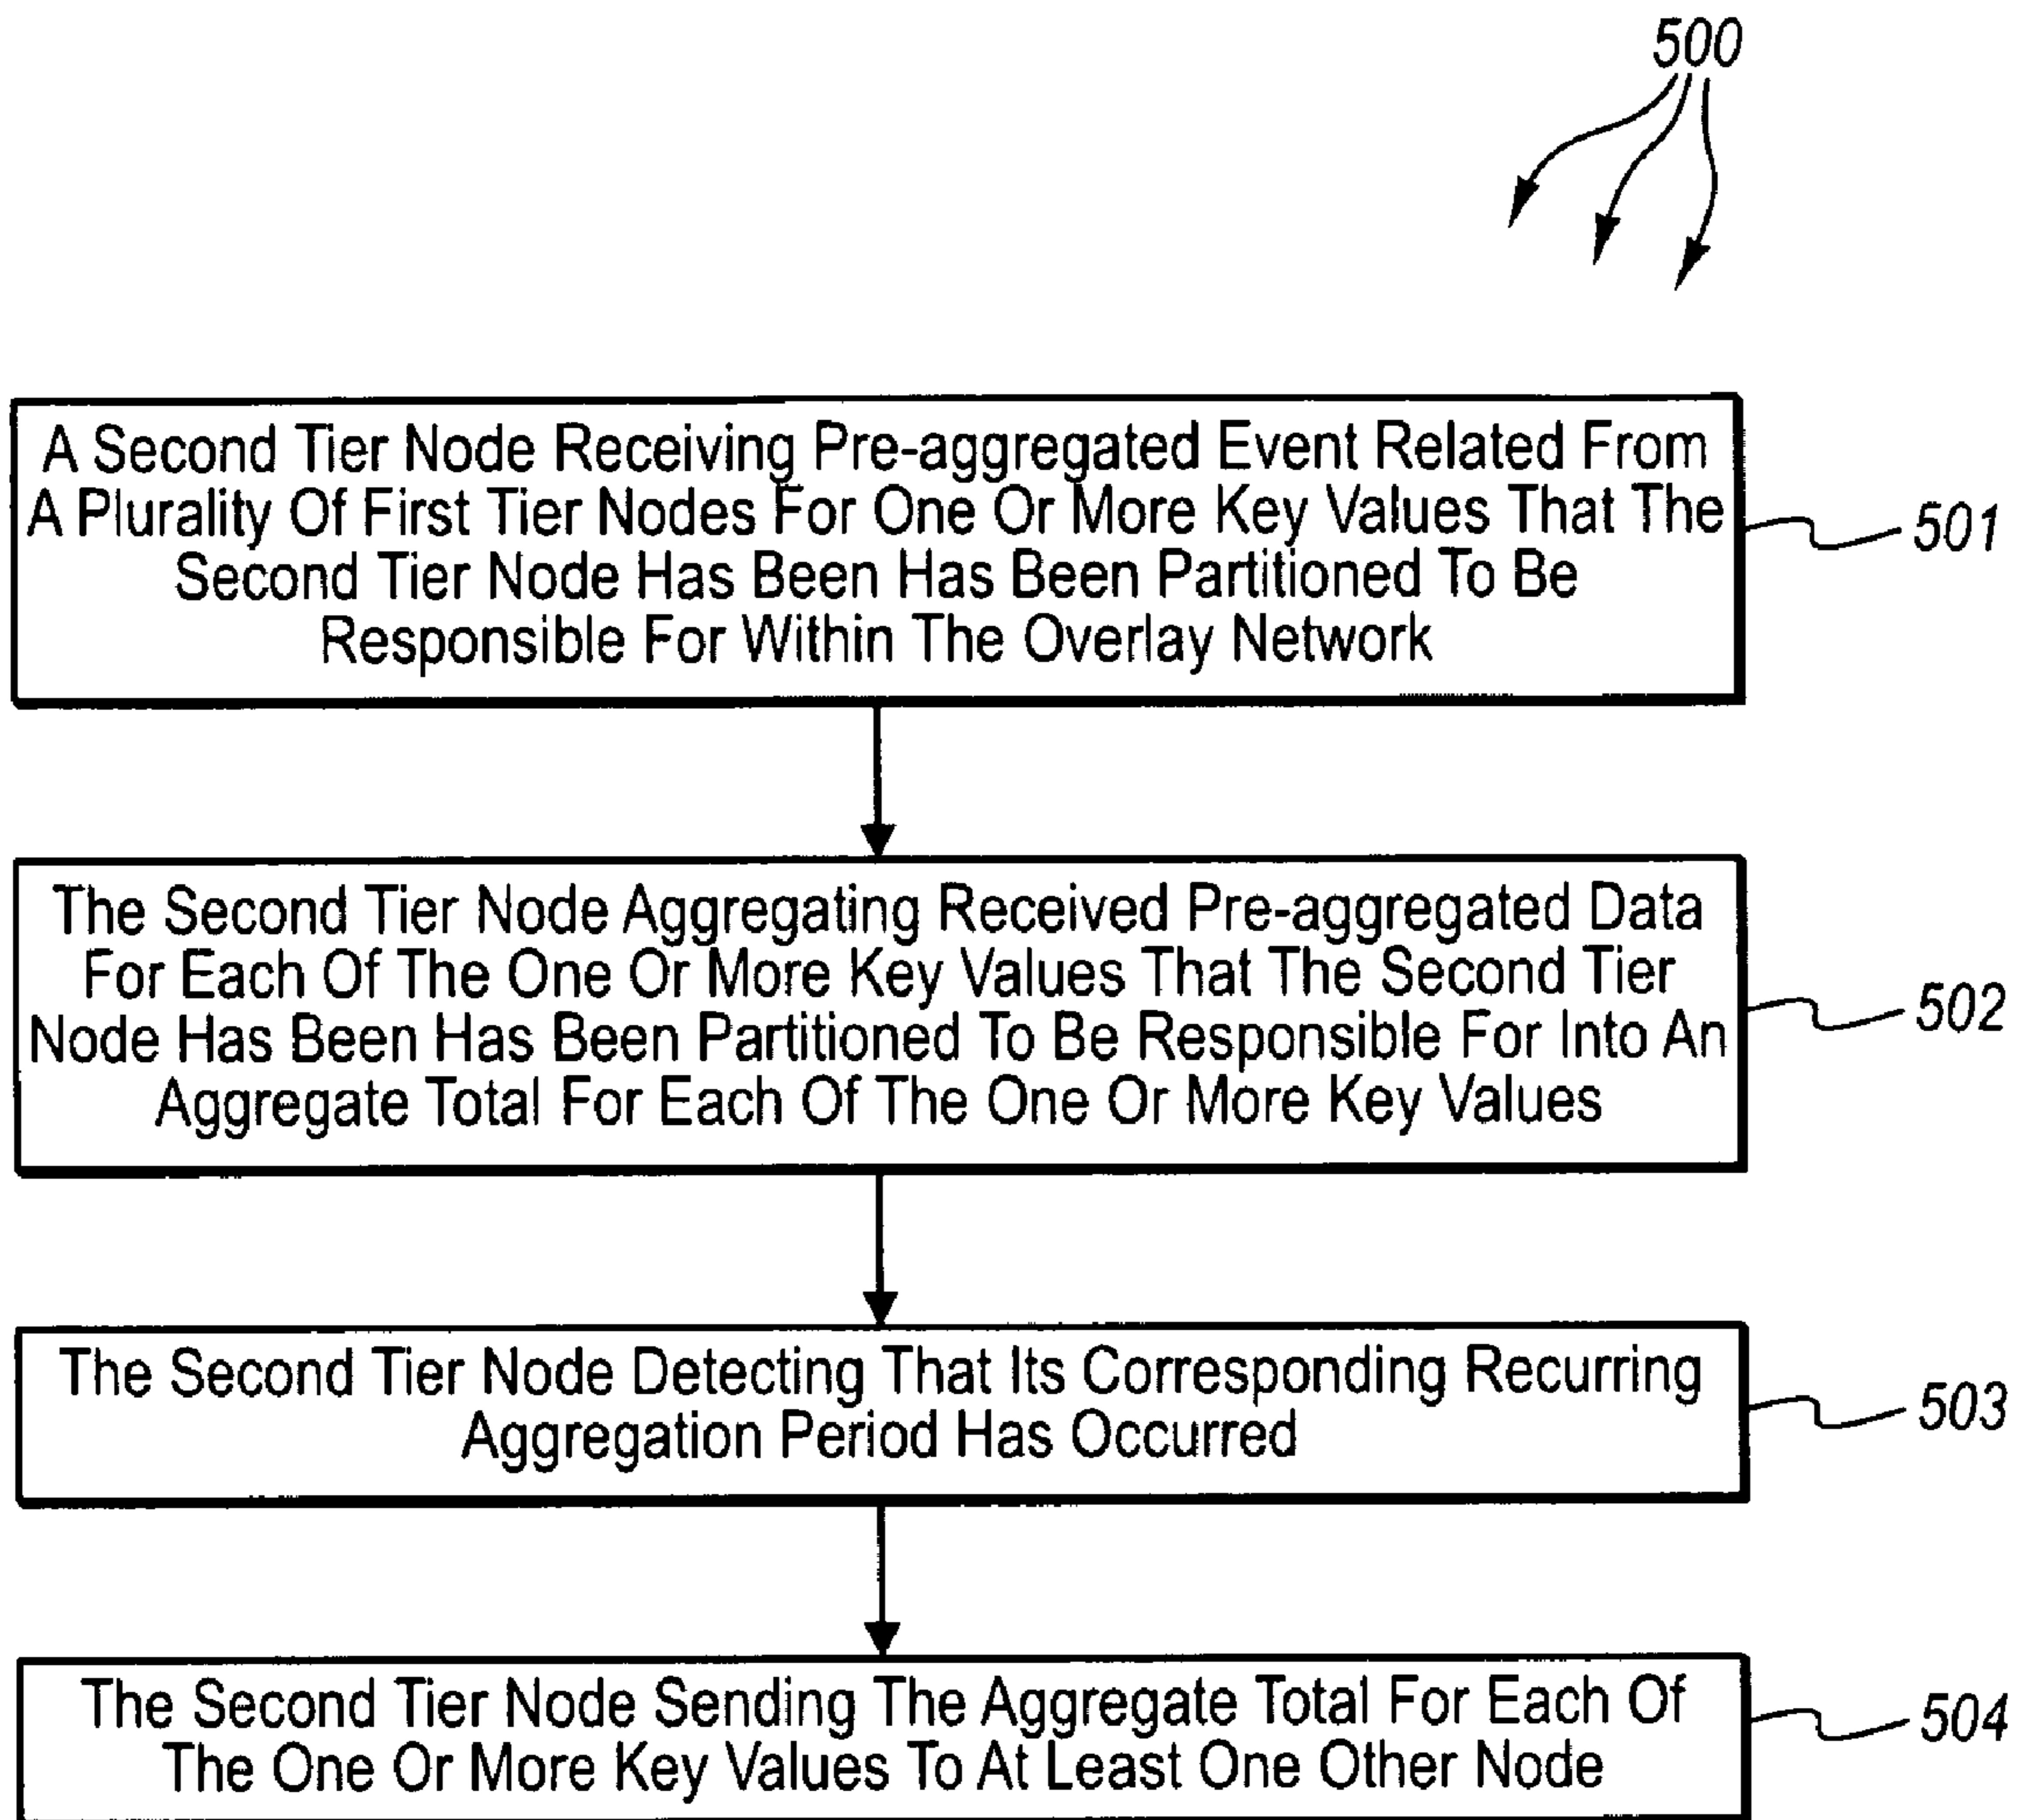 500
A Second Tier Node Receiving Pre-aggregated Event Related From
A Plurality Of First Tier Nodes For One Or More Key Values That The
Second Tier Node Has Been Has Been Partitioned To Be
Responsible For Within The Overlay Network
501
The Second Tier Node Aggregating Received Pre-aggregated Data
For Each Of The One Or More Key Values That The Second Tier
Node Has Been Has Been Partitioned To Be Responsible For Into An
Aggregate Total For Each Of The One Or More Key Values
502
The Second Tier Node Detecting That Its Corresponding Recurring
Aggregation Period Has Occurred
503
The Second Tier Node Sending The Aggregate Total For Each Of
The One Or More Key Values To At Least One Other Node
504